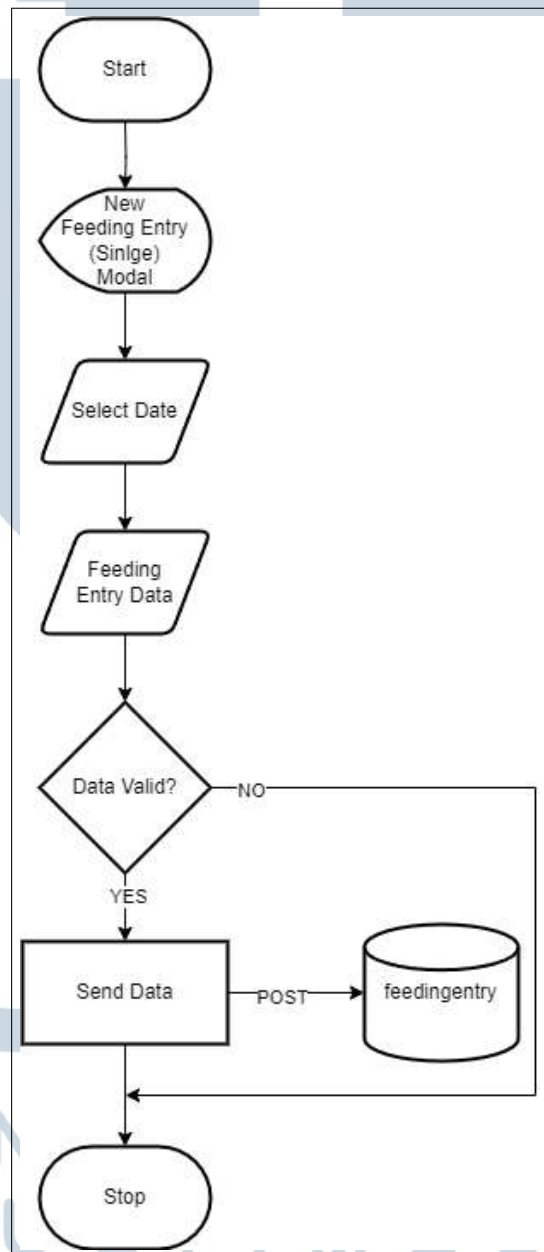 Start
New
Feeding Entry
(Sinlge)
Modal
Select Date
Feeding
Entry Data
Data Valid?
NO
YES
Send Data
POST
feedingentry
Stop